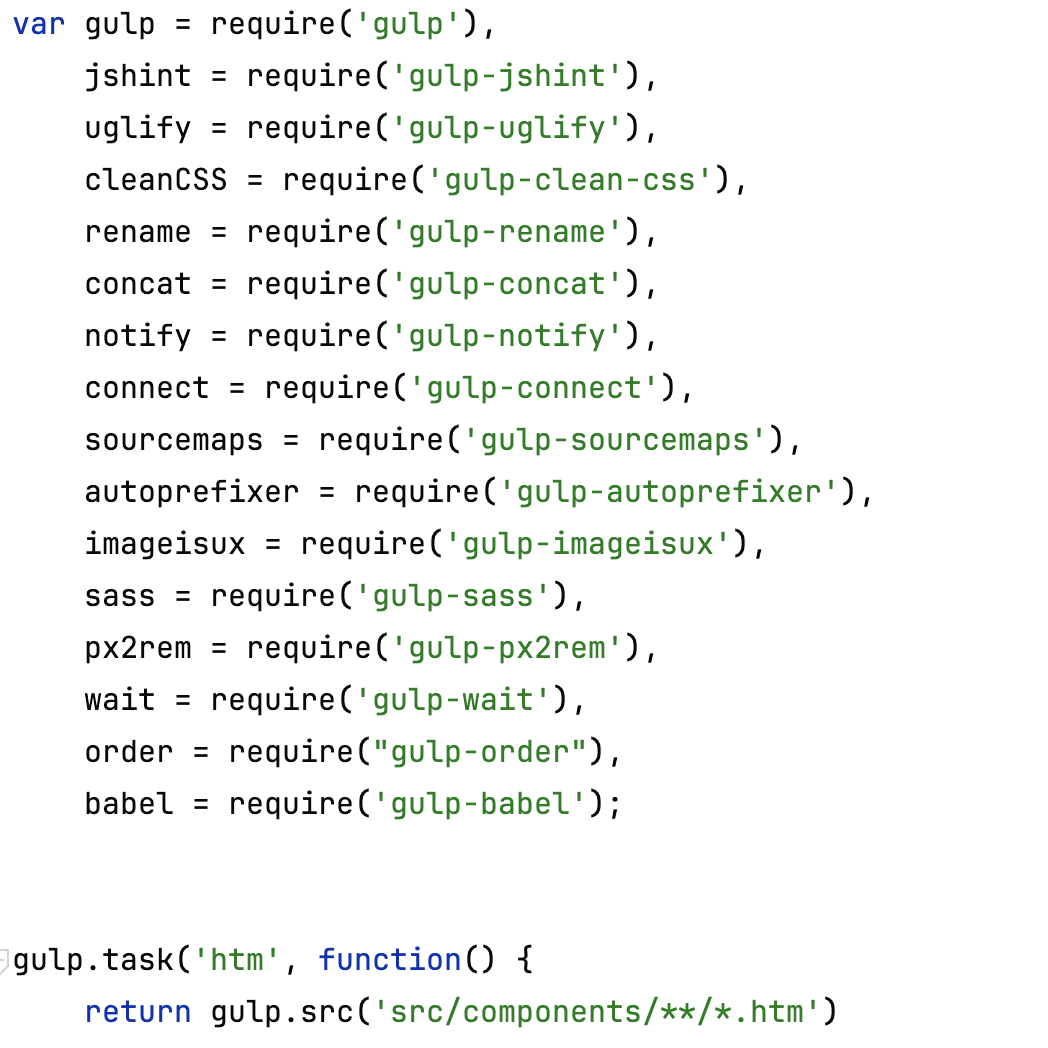 var gulp = require('gulp'),
    jshint = require('gulp-jshint'),
    uglify = require('gulp-uglify'),
    cleanCSS = require('gulp-clean-css'),
    rename = require('gulp-rename'),
    concat = require('gulp-concat'),
    notify = require('gulp-notify'),
    connect = require('gulp-connect'),
    sourcemaps = require('gulp-sourcemaps'),
    autoprefixer = require('gulp-autoprefixer'),
    imageisux = require('gulp-imageisux'),
    sass = require('gulp-sass'),
    px2rem = require('gulp-px2rem'),
    wait = require('gulp-wait'),
    order = require("gulp-order"),
    babel = require('gulp-babel');
gulp.task('htm', function() {
    return gulp.src('src/components/**/*.htm')